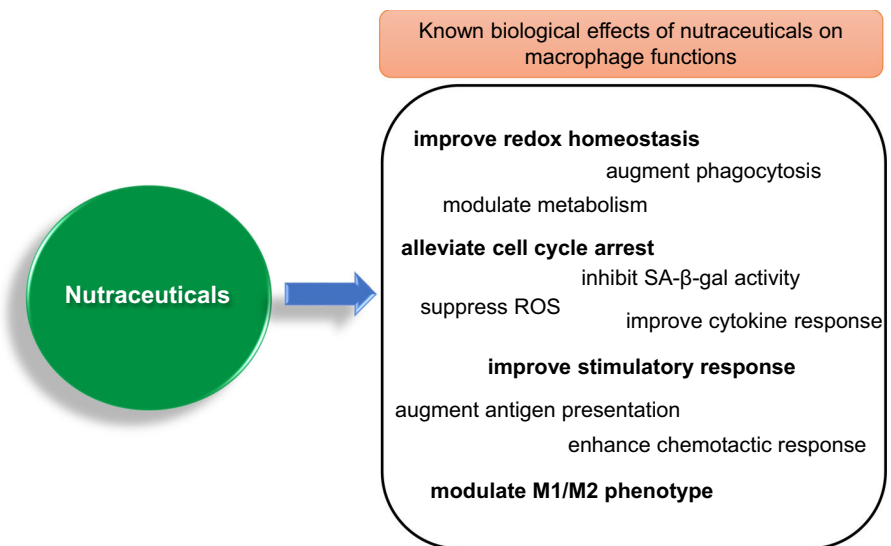 Known biological effects of nutraceuticals on
macrophage functions
improve redox homeostasis
augment phagocytosis
modulate metabolism
alleviate cell cycle arrest
inhibit SA-β-gal activity
suppress ROS
improve cytokine response
improve stimulatory response
augment antigen presentation
enhance chemotactic response
modulate M1/M2 phenotype
Nutraceuticals